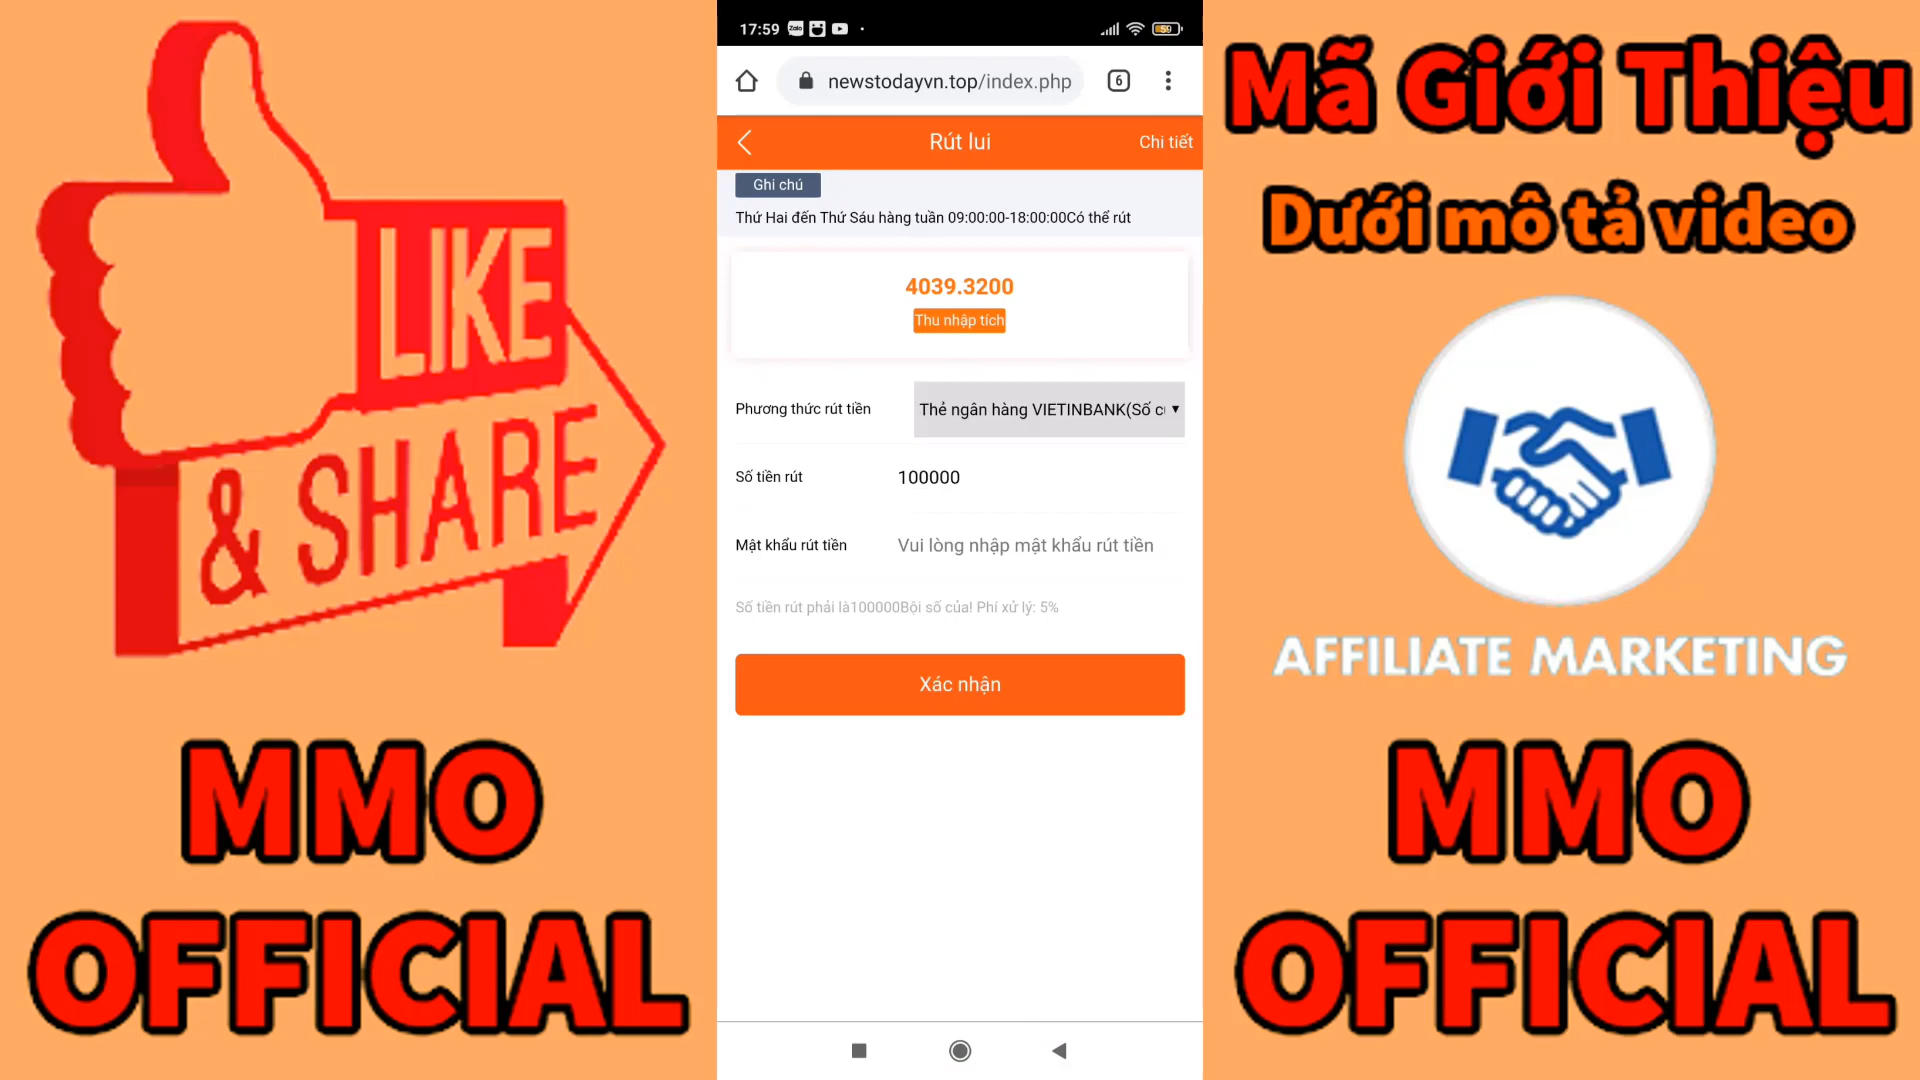 LIKE
& SHARE
MMO
OFFICIAL
17:59
Zalo
59
newstodayvn.top/index.php
6
Rút lui
Chi tiết
Ghi chú
Thứ Hai đến Thứ Sáu hàng tuần 09:00:00-18:00:00Có thể rút
4039.3200
Thu nhập tích
Phương thức rút tiền
Thẻ ngân hàng VIETINBANK(Số
Số tiền rút
100000
Mật khẩu rút tiền
Vui lòng nhập mật khẩu rút tiền
Số tiền rút phải là100000Bội số của! Phí xử lý: 5%
Xác nhận
Mã Giới Thiệu
Dưới mô tả video
AFFILIATE MARKETING
MMO
OFFICIAL